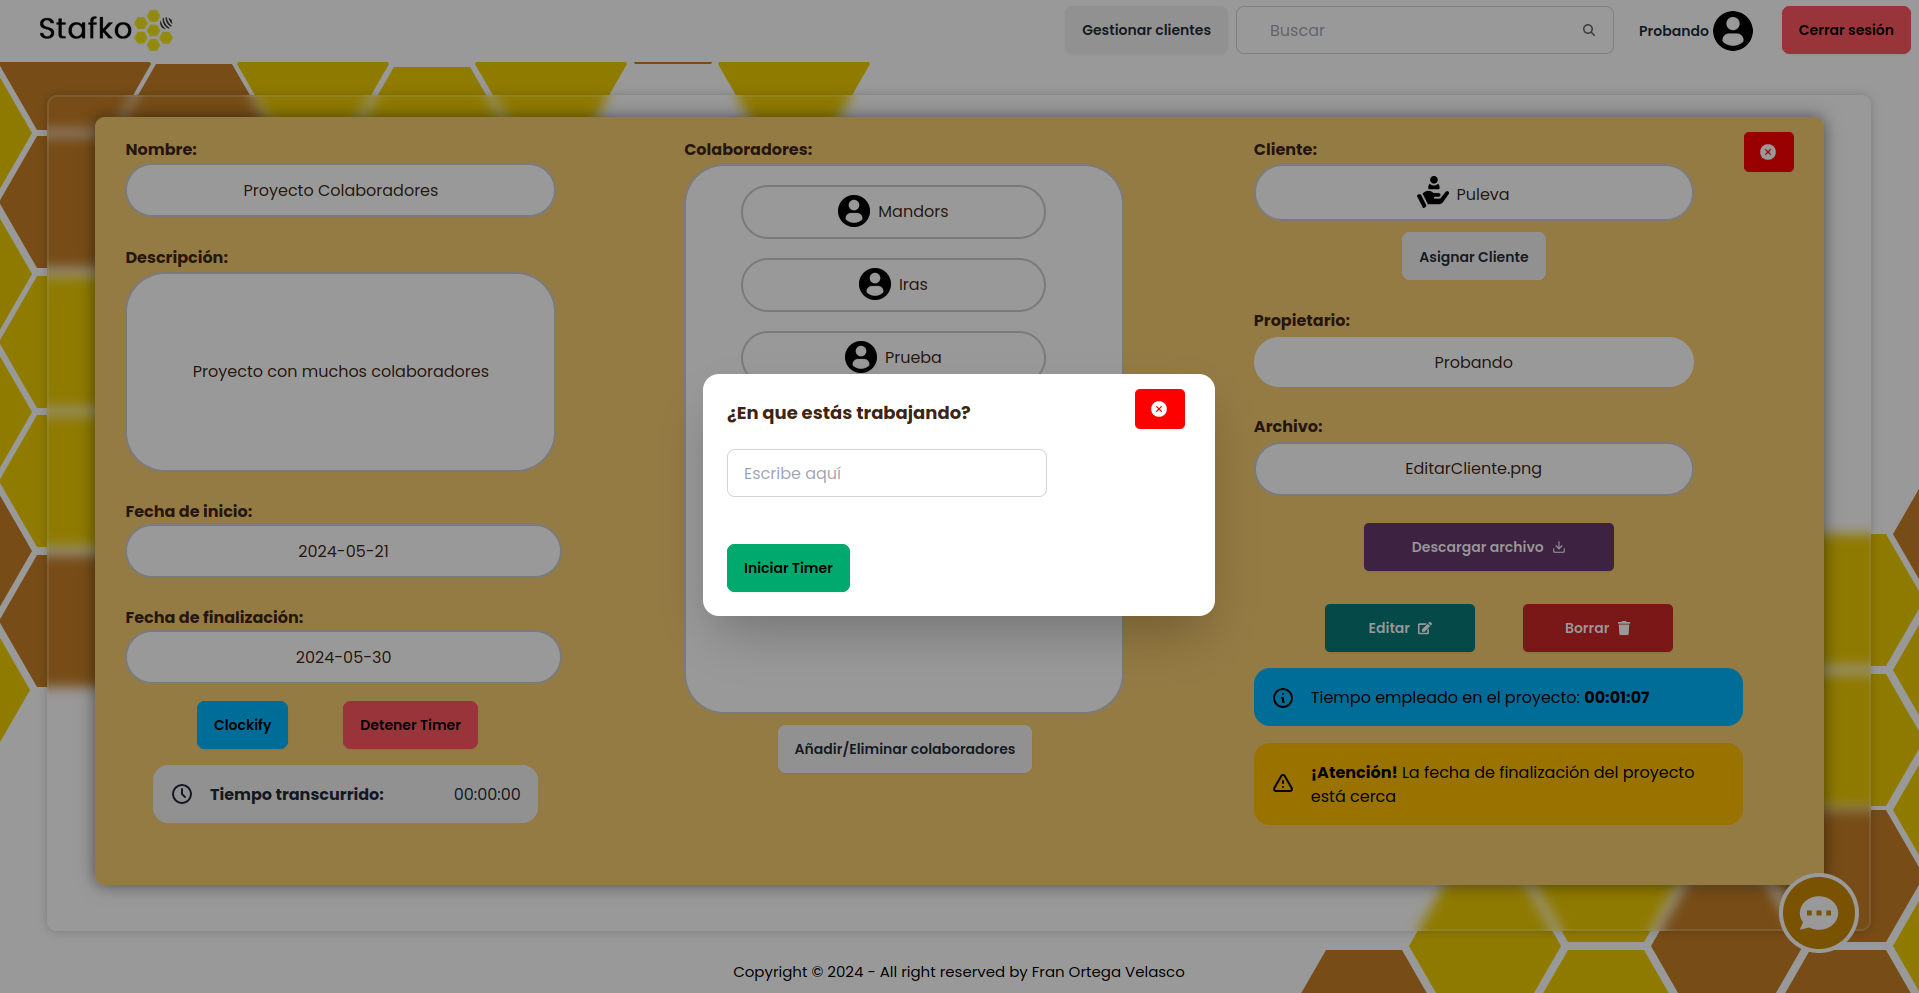 Stafko
Gestionar clientes
Buscar
Probando
Cerrar sesión
Nombre:
Proyecto Colaboradores
Descripción:
Proyecto con muchos colaboradores
Fecha de inicio:
2024-05-21
Fecha de finalización:
2024-05-30
Clockify
Detener Timer
Tiempo transcurrido:
00:00:00
Colaboradores:
Mandors
Iras
Prueba
¿En que estás trabajando?
Escribe aquí
Iniciar Timer
Añadir/Eliminar colaboradores
Cliente:
Puleva
Asignar Cliente
Propietario:
Probando
Archivo:
EditarCliente.png
Descargar archivo
Editar
Borrar
Tiempo empleado en el proyecto: 00:01:07
¡Atención! La fecha de finalización del proyecto
está cerca
Copyright © 2024 - All right reserved by Fran Ortega Velasco